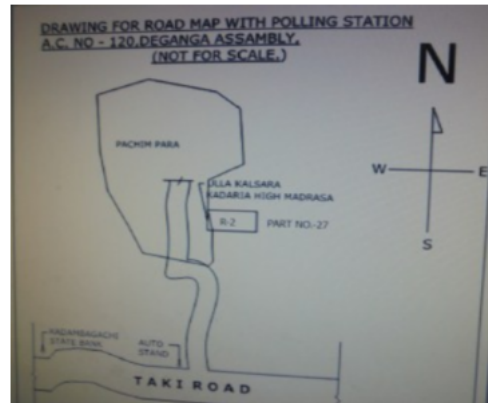 DRAWING FOR ROAD MAP WITH POLLING STATION
A.C. NO - 120,DEGANGA ASSAMBLY.
(NOT FOR SCALE.)
N
PACHIM PARA
W
E
ULLA KALSARA
KADARIA HIGH MADRASA
R-2
PART NO.-27
S
KADAMBAGACHI
STATE BANK
AUTO
STAND
TAKI ROAD